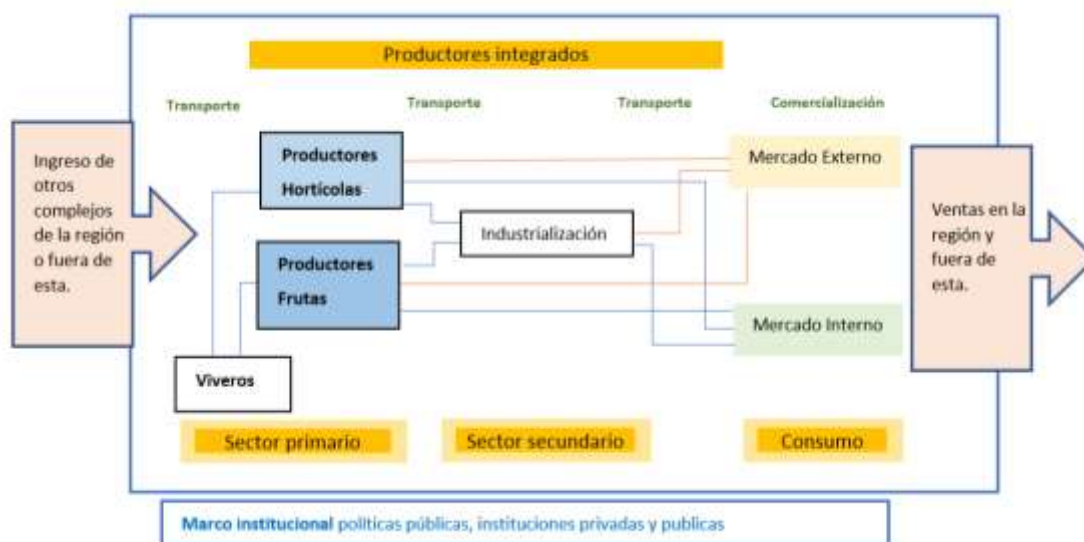 Productores integrados
Transporte
Transporte
Transporte
Comercialización
Ingreso de
otros
complejos
de la región
o fuera de
esta.
Productores
Hortícolas
Productores
Frutas
Viveros
Industrialización
Mercado Externo
Mercado Interno
Ventas en la
región y
fuera de
esta.
Sector primario
Sector secundario
Consumo
Marco institucional políticas públicas, instituciones privadas y publicas